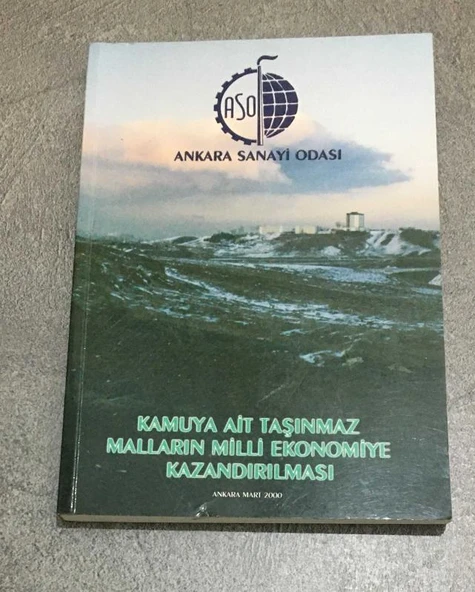 ASO
ANKARA SANAYİ ODASI
KAMUYA AİT TAŞINMAZ
MALLARIN MİLLİ EKONOMİYE
KAZANDIRILMASI
ANKARA MART 2000